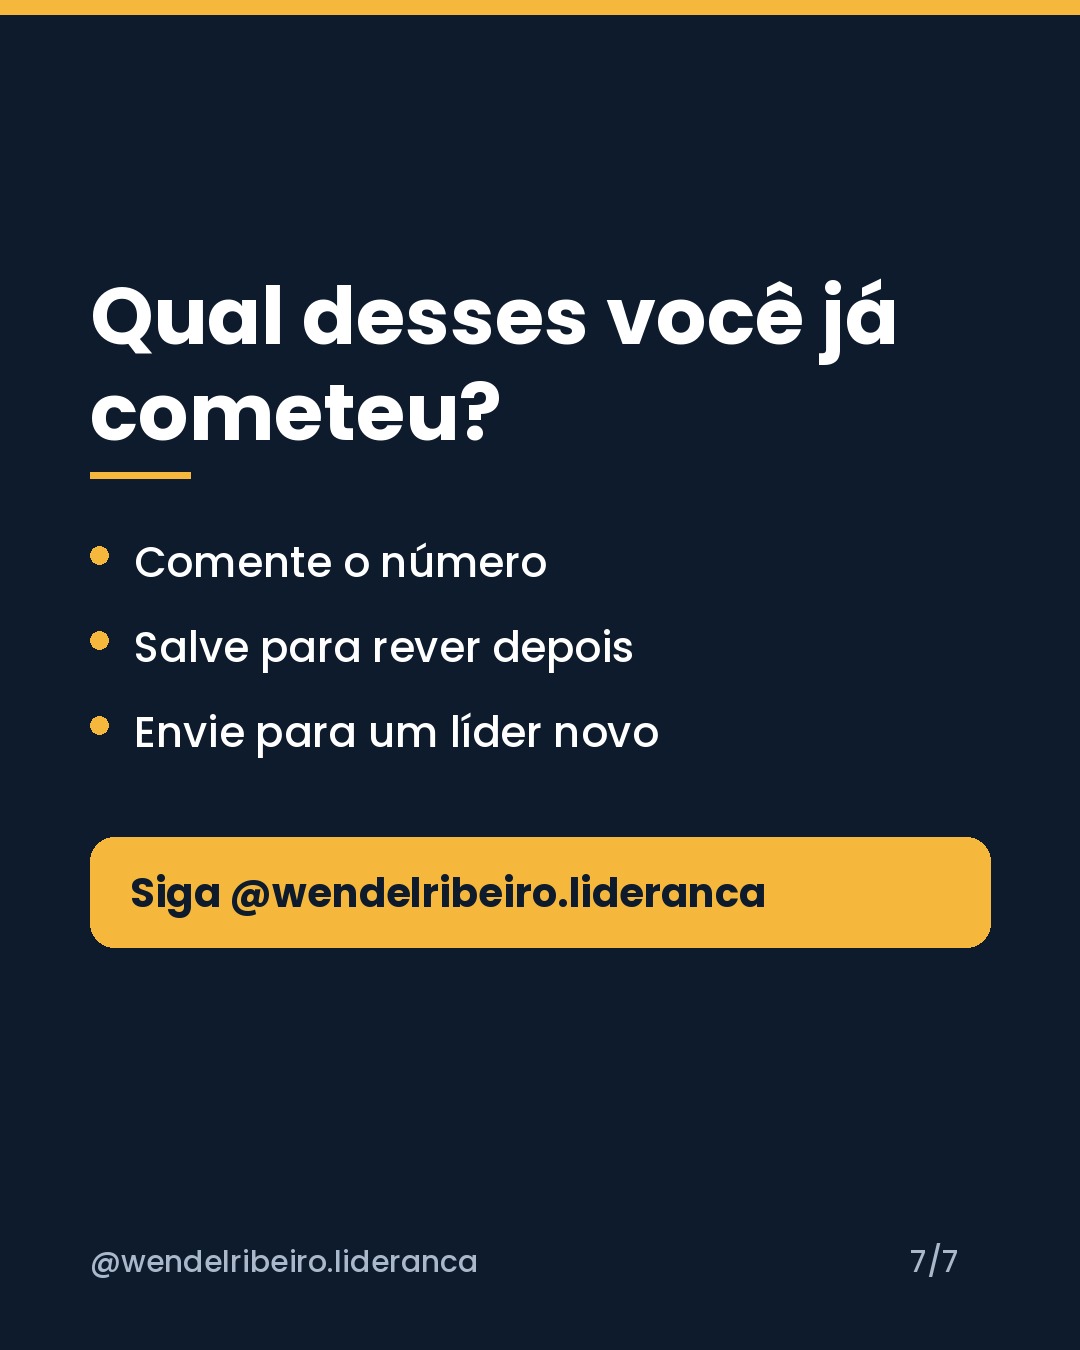 Qual desses você já
cometeu?
Comente o número
Salve para rever depois
Envie para um líder novo
Siga @wendelribeiro.lideranca
@wendelribeiro.lideranca
7/7